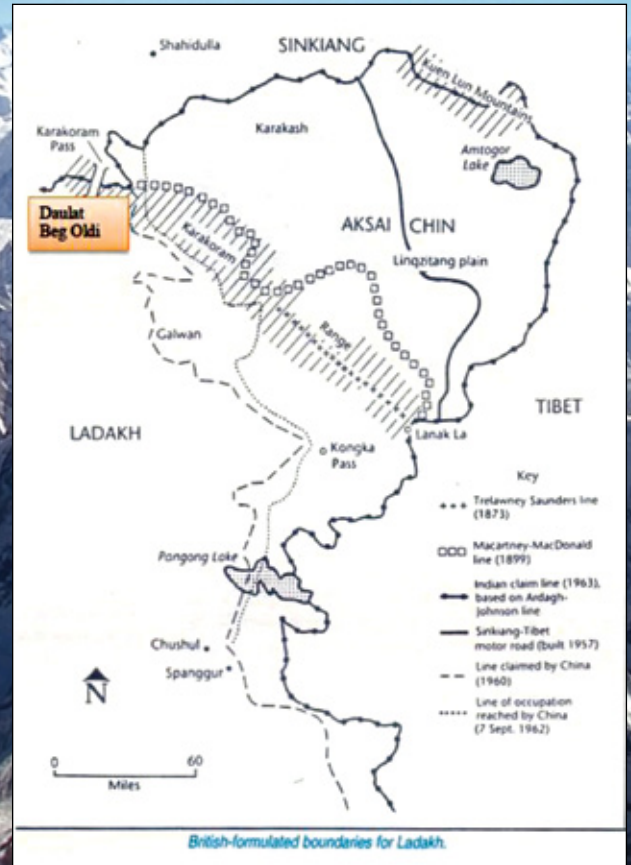 Shahidulla
SINKIANG
Kuen Lun Mountains
Karakoram
Pass
Karakash
Amtogor
Lake
Daulat
Beg Oldi
AKSAI CHIN
Karakoram
Lingzitang plain
Galwan
Range
TIBET
LADAKH
Lanak La
Kongka
Pass
Key
Trelawney Saunders line
(1873)
Macartney-MacDonald
line (1899)
Pangong Lake
Indian claim line (1963),
based on Ardagh-
Johnson line
Sinkiang-Tibet
motor road (built 1957)
Chushul
Spanggur
Line claimed by China
(1960)
N
Line of occupation
reached by China
(7 Sept. 1962)
0 60
Miles
British-formulated boundaries for Ladakh.